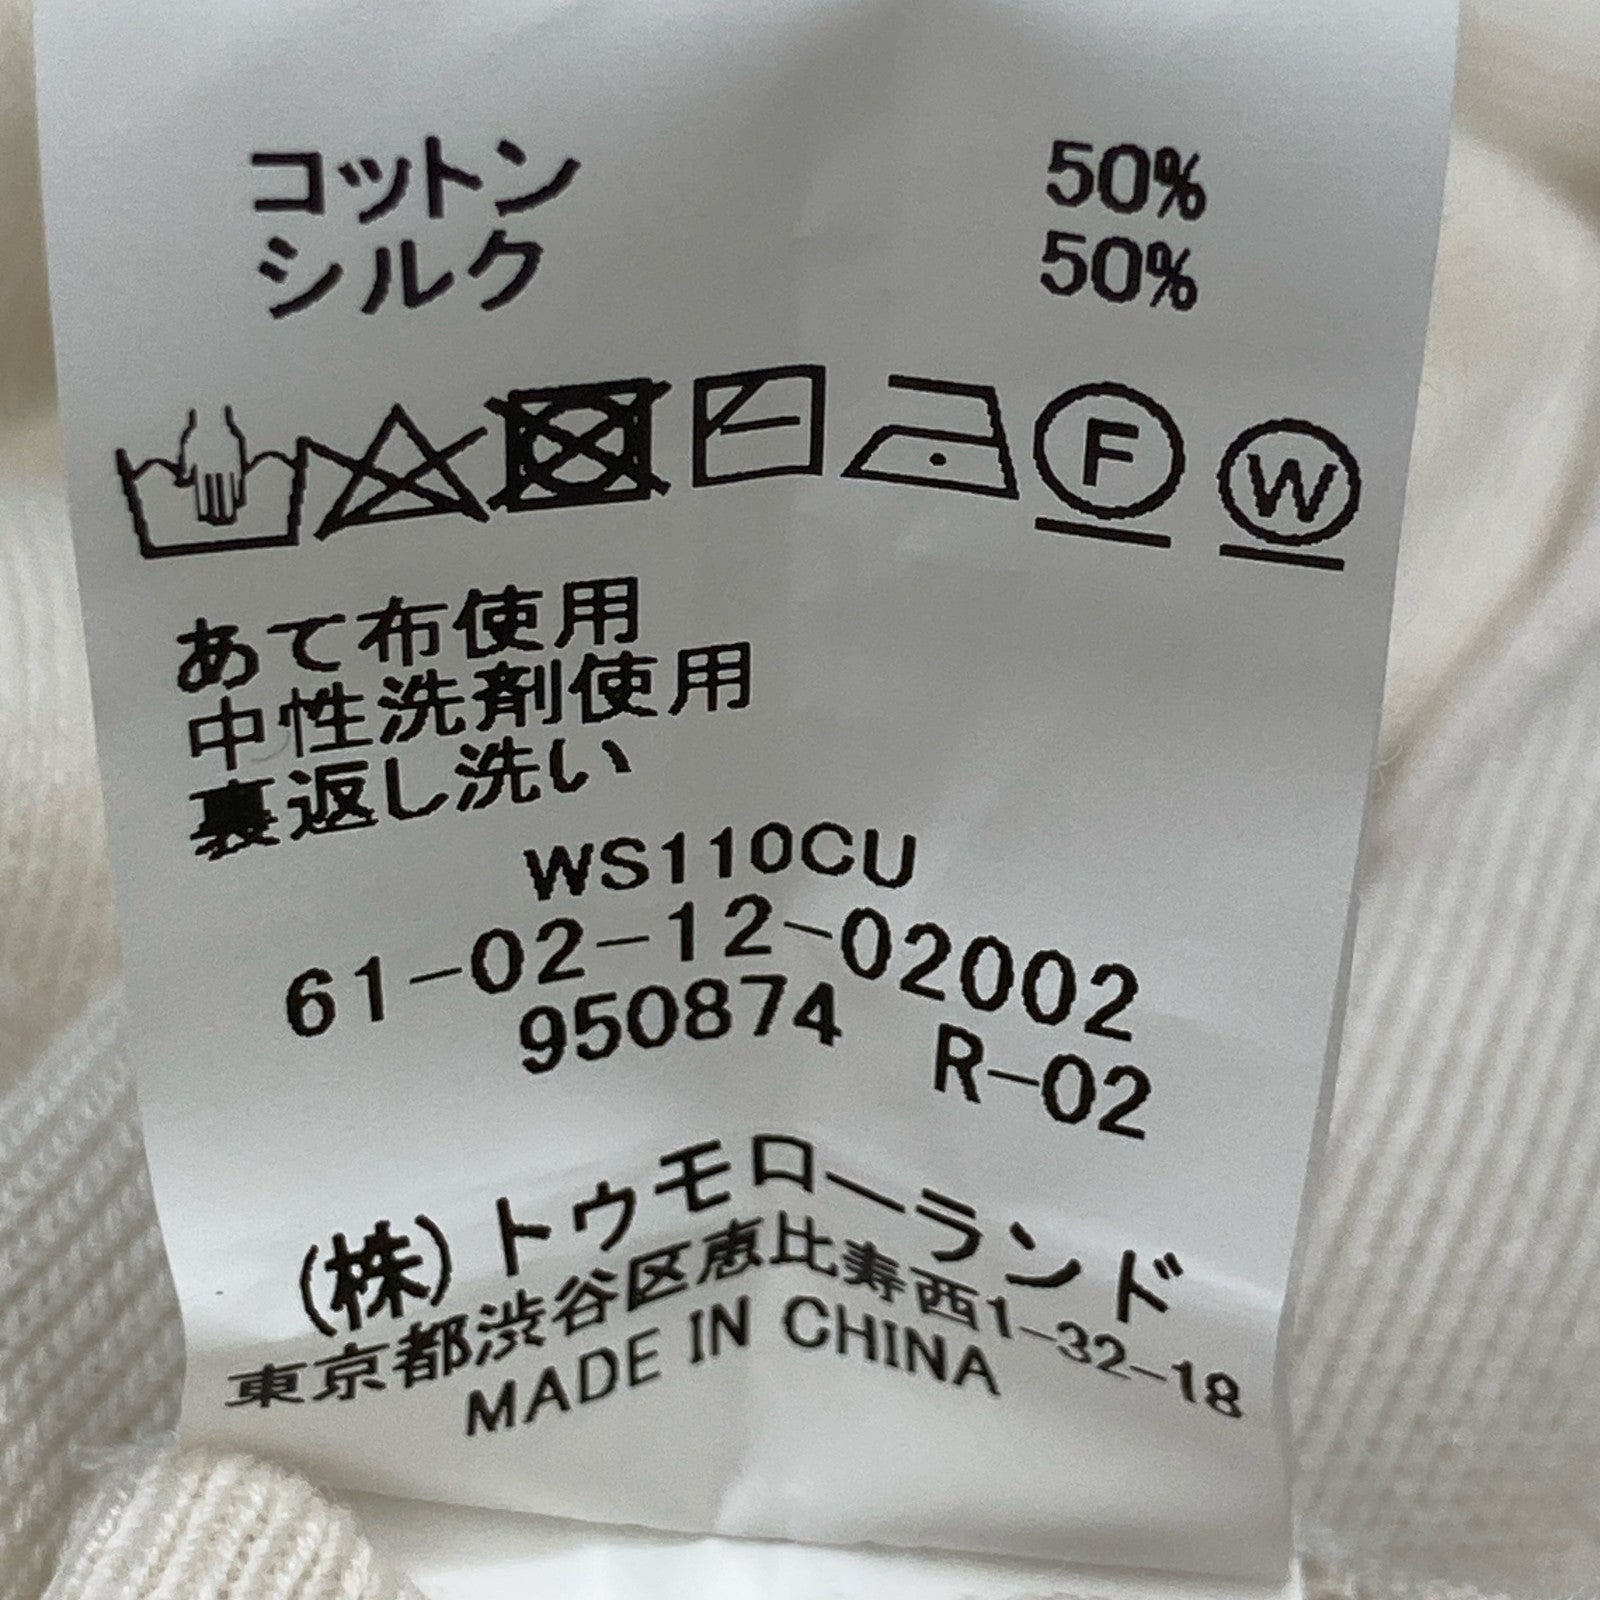 コットン 50%
シルク 50%
F W
あて布使用
中性洗剤使用
裏返し洗い
WS110CU
61-02-12-02002
950874 R-02
(株)トゥモローランド
東京都渋谷区恵比寿西1-32-18
MADE IN CHINA